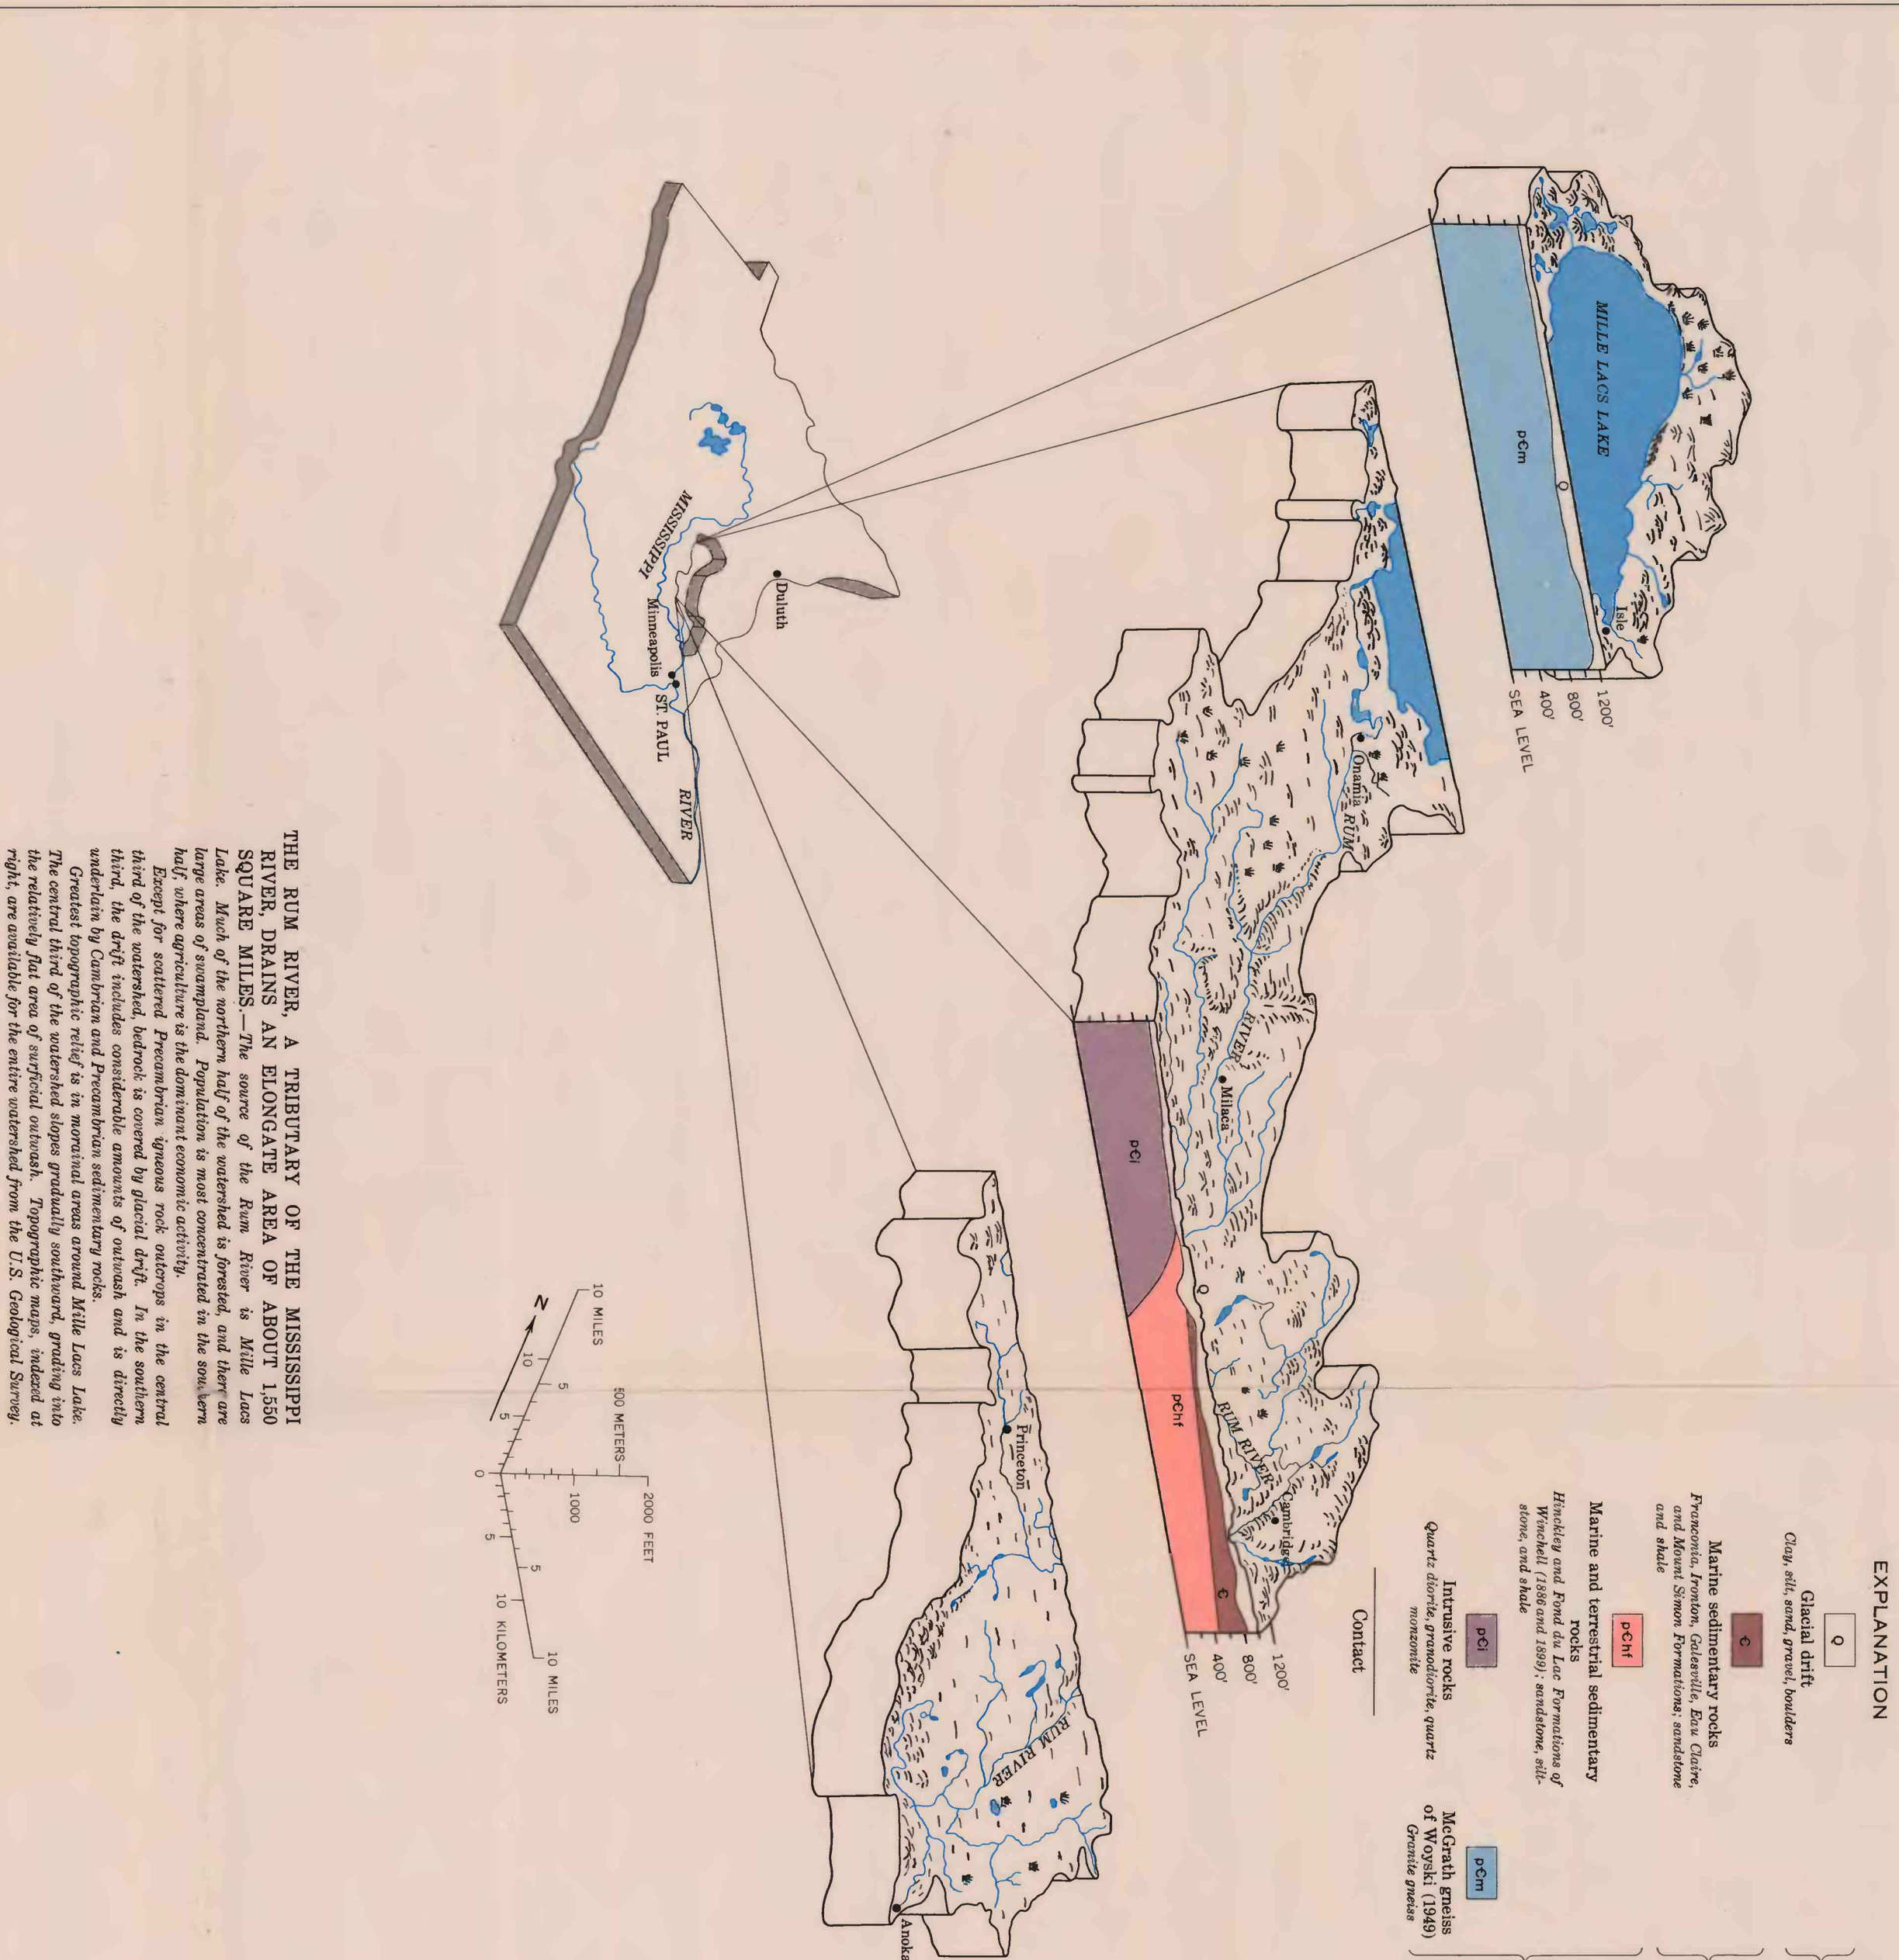 EXPLANATION
Q
Glacial drift
Clay, silt, sand, gravel, boulders
Є
Marine sedimentary rocks
Franconia, Ironton, Galesville, Eau Claire,
and Mount Simon Formations; sandstone
and shale
pЄhf
Marine and terrestrial sedimentary
rocks
Hinckley and Fond du Lac Formations of
Winchell (1886 and 1899); sandstone, silt-
stone, and shale
pЄi
Intrusive rocks
Quartz diorite, granodiorite, quartz
monzonite
pЄm
McGrath gneiss
of Woyski (1949)
Granite gneiss
Contact
MILLE LACS LAKE
Isle
Q
pЄm
1200'
800'
400'
SEA LEVEL
Onamia
RUM
RIVER
Milaca
Q
RUM RIVER
Cambridge
pЄi
pЄhf
Є
1200'
800'
400'
SEA LEVEL
Princeton
RUM RIVER
Anoka
Duluth
MISSISSIPPI
Minneapolis
ST. PAUL
RIVER
10 MILES
10
5
5
N
500 METERS
2000 FEET
1000
0
5
5
10 MILES
10 KILOMETERS
THE RUM RIVER, A TRIBUTARY OF THE MISSISSIPPI
RIVER, DRAINS AN ELONGATE AREA OF ABOUT 1,550
SQUARE MILES.—The source of the Rum River is Mille Lacs
Lake. Much of the northern half of the watershed is forested, and there are
large areas of swampland. Population is most concentrated in the southern
half, where agriculture is the dominant economic activity.
Except for scattered Precambrian igneous rock outcrops in the central
third of the watershed, bedrock is covered by glacial drift. In the southern
third, the drift includes considerable amounts of outwash and is directly
underlain by Cambrian and Precambrian sedimentary rocks.
Greatest topographic relief is in morainal areas around Mille Lacs Lake.
The central third of the watershed slopes gradually southward, grading into
the relatively flat area of surficial outwash. Topographic maps, indexed at
right, are available for the entire watershed from the U.S. Geological Survey.